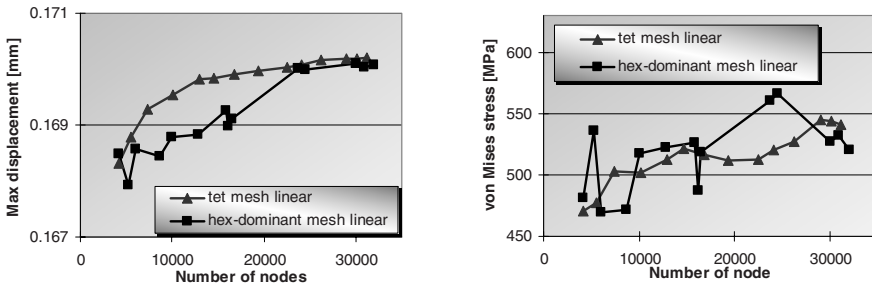 0.171
0.169
0.167
Max displacement [mm]
tet mesh linear
hex-dominant mesh linear
0
10000
20000
30000
Number of nodes
600
550
500
450
von Mises stress [MPa]
tet mesh linear
hex-dominant mesh linear
0
10000
20000
30000
Number of node